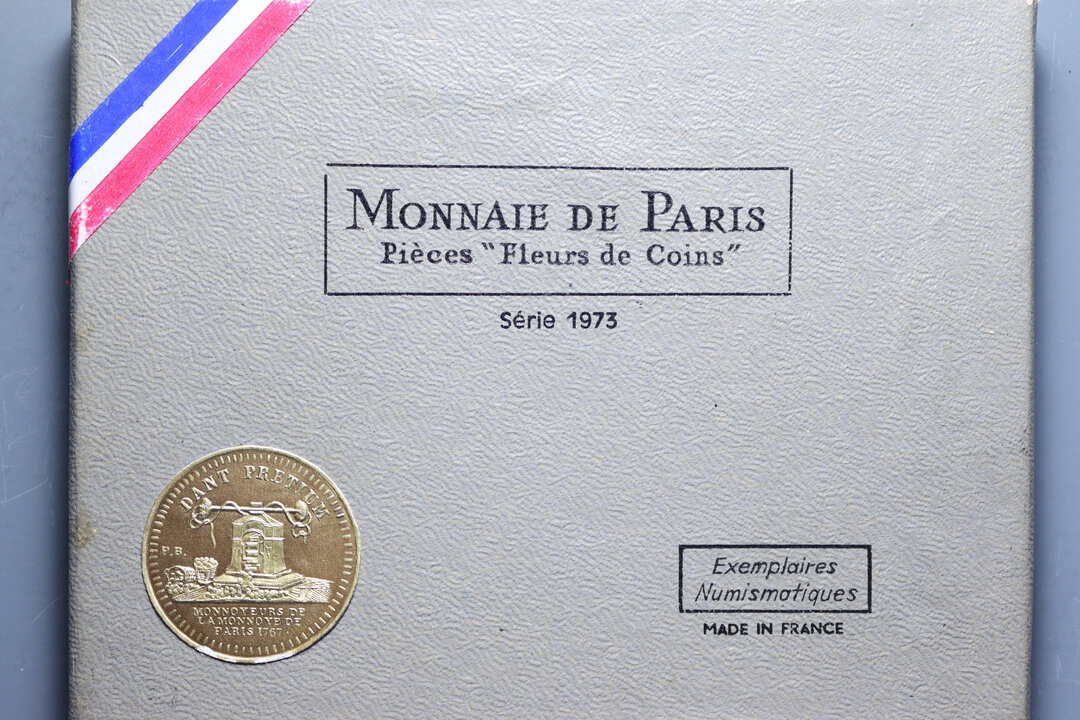 MONNAIE DE PARIS
Pièces "Fleurs de Coins"
Série 1973
DANT PRETIUM
P.B.
MONNOYEURS DE
LA MONNOYE DE
PARIS 1767
Exemplaires
Numismatiques
MADE IN FRANCE